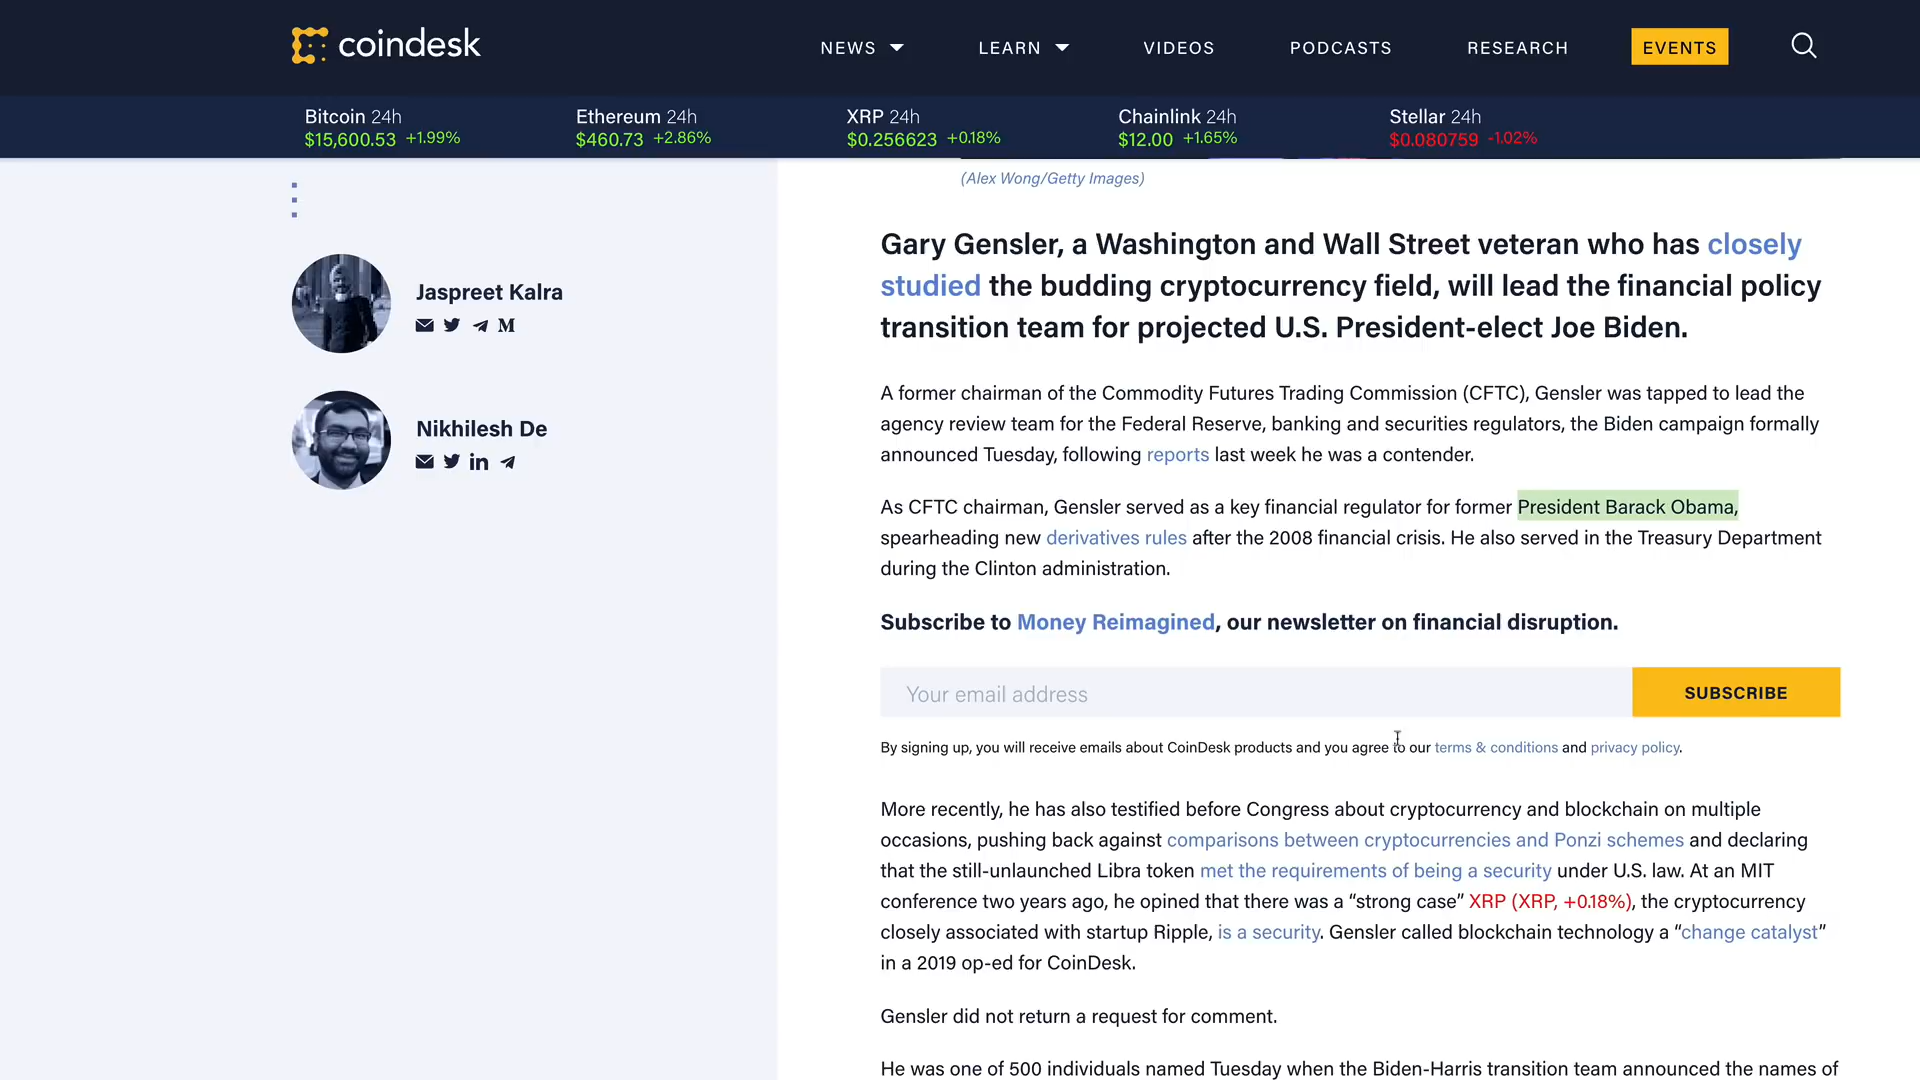 coindesk
NEWS
LEARN
VIDEOS
PODCASTS
RESEARCH
EVENTS
Bitcoin 24h
$15,600.53 +1.99%
Ethereum 24h
$460.73 +2.86%
XRP 24h
$0.256623 +0.18%
Chainlink 24h
$12.00 +1.65%
Stellar 24h
$0.080759 -1.02%
Jaspreet Kalra
M
Nikhilesh De
in
(Alex Wong/Getty Images)
Gary Gensler, a Washington and Wall Street veteran who has closely
studied the budding cryptocurrency field, will lead the financial policy
transition team for projected U.S. President-elect Joe Biden.
A former chairman of the Commodity Futures Trading Commission (CFTC), Gensler was tapped to lead the
agency review team for the Federal Reserve, banking and securities regulators, the Biden campaign formally
announced Tuesday, following reports last week he was a contender.
As CFTC chairman, Gensler served as a key financial regulator for former President Barack Obama,
spearheading new derivatives rules after the 2008 financial crisis. He also served in the Treasury Department
during the Clinton administration.
Subscribe to Money Reimagined, our newsletter on financial disruption.
Your email address
SUBSCRIBE
By signing up, you will receive emails about CoinDesk products and you agree to our terms & conditions and privacy policy.
More recently, he has also testified before Congress about cryptocurrency and blockchain on multiple
occasions, pushing back against comparisons between cryptocurrencies and Ponzi schemes and declaring
that the still-unlaunched Libra token met the requirements of being a security under U.S. law. At an MIT
conference two years ago, he opined that there was a “strong case” XRP (XRP, +0.18%), the cryptocurrency
closely associated with startup Ripple, is a security. Gensler called blockchain technology a “change catalyst”
in a 2019 op-ed for CoinDesk.
Gensler did not return a request for comment.
He was one of 500 individuals named Tuesday when the Biden-Harris transition team announced the names of